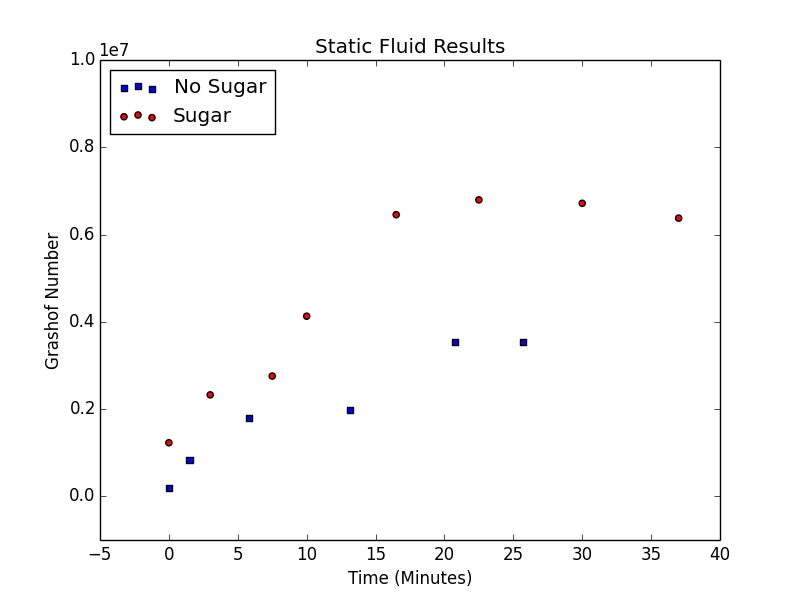 Static Fluid Results
1e7
1.0
0.8
0.6
0.4
0.2
0.0
No Sugar
Sugar
Grashof Number
−5 0 5 10 15 20 25 30 35 40
Time (Minutes)